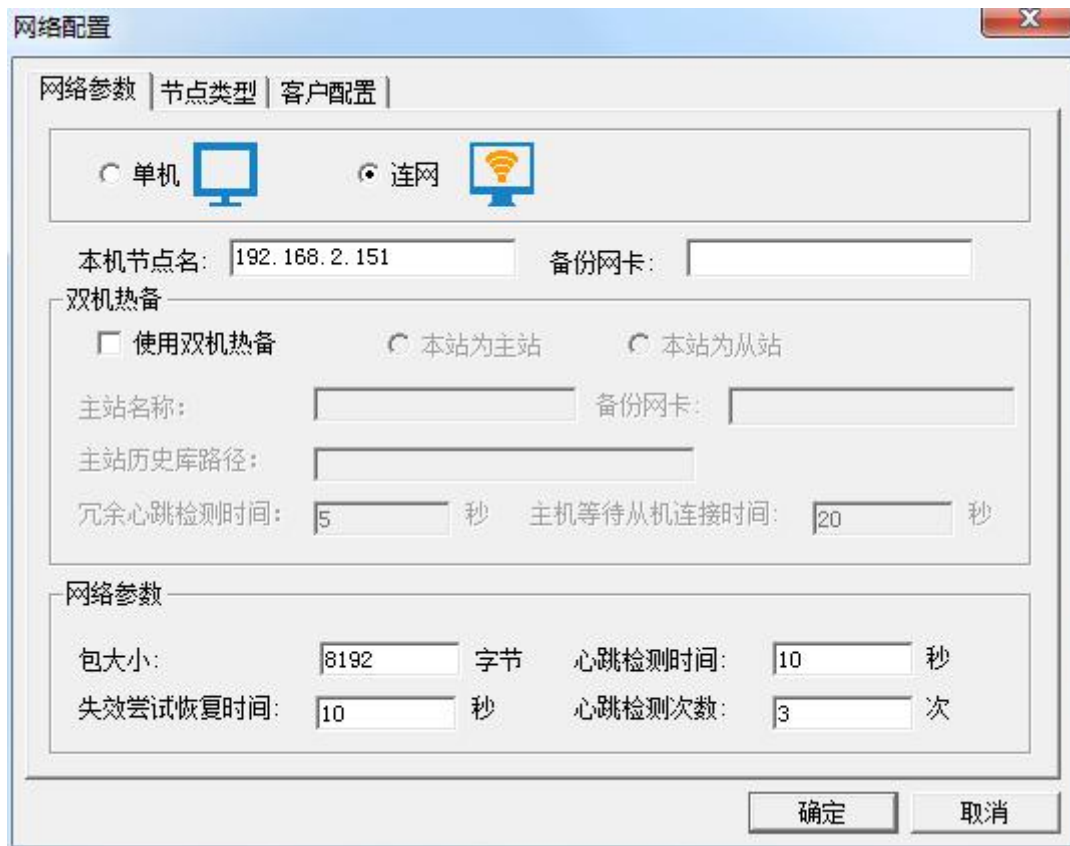 网络配置
网络参数 节点类型 客户配置
单机 连网
本机节点名: 192.168.2.151 备份网卡:
双机热备
使用双机热备 本站为主站 本站为从站
主站名称: 备份网卡:
主站历史库路径:
冗余心跳检测时间: 5 秒 主机等待从机连接时间: 20 秒
网络参数
包大小: 8192 字节 心跳检测时间: 10 秒
失效尝试恢复时间: 10 秒 心跳检测次数: 3 次
确定 取消